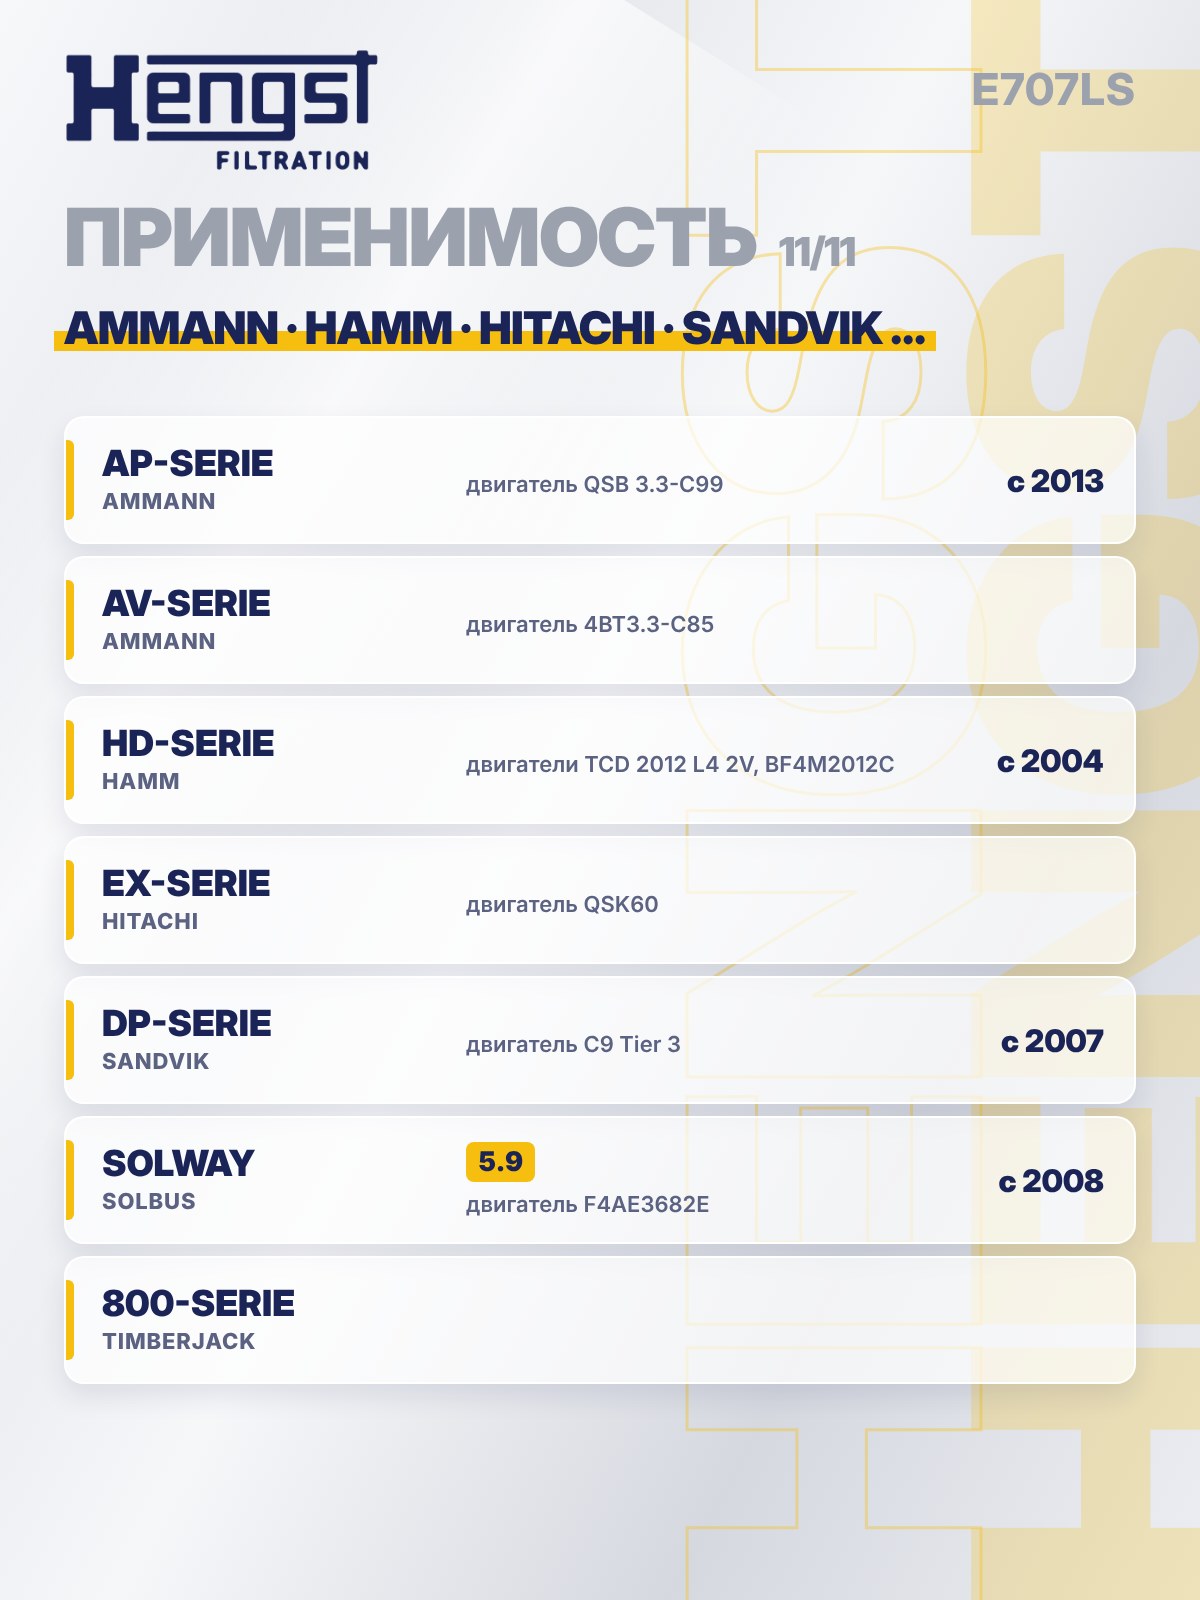 Hengst
FILTRATION
E707LS
ПРИМЕНИМОСТЬ 11/11
AMMANN · HAMM · HITACHI · SANDVIK ...
AP-SERIE
AMMANN
двигатель QSB 3.3-C99
с 2013
AV-SERIE
AMMANN
двигатель 4BT3.3-C85
HD-SERIE
HAMM
двигатели TCD 2012 L4 2V, BF4M2012C
с 2004
EX-SERIE
HITACHI
двигатель QSK60
DP-SERIE
SANDVIK
двигатель C9 Tier 3
с 2007
SOLWAY
SOLBUS
5.9
двигатель F4AE3682E
с 2008
800-SERIE
TIMBERJACK
HENGST
HENGST